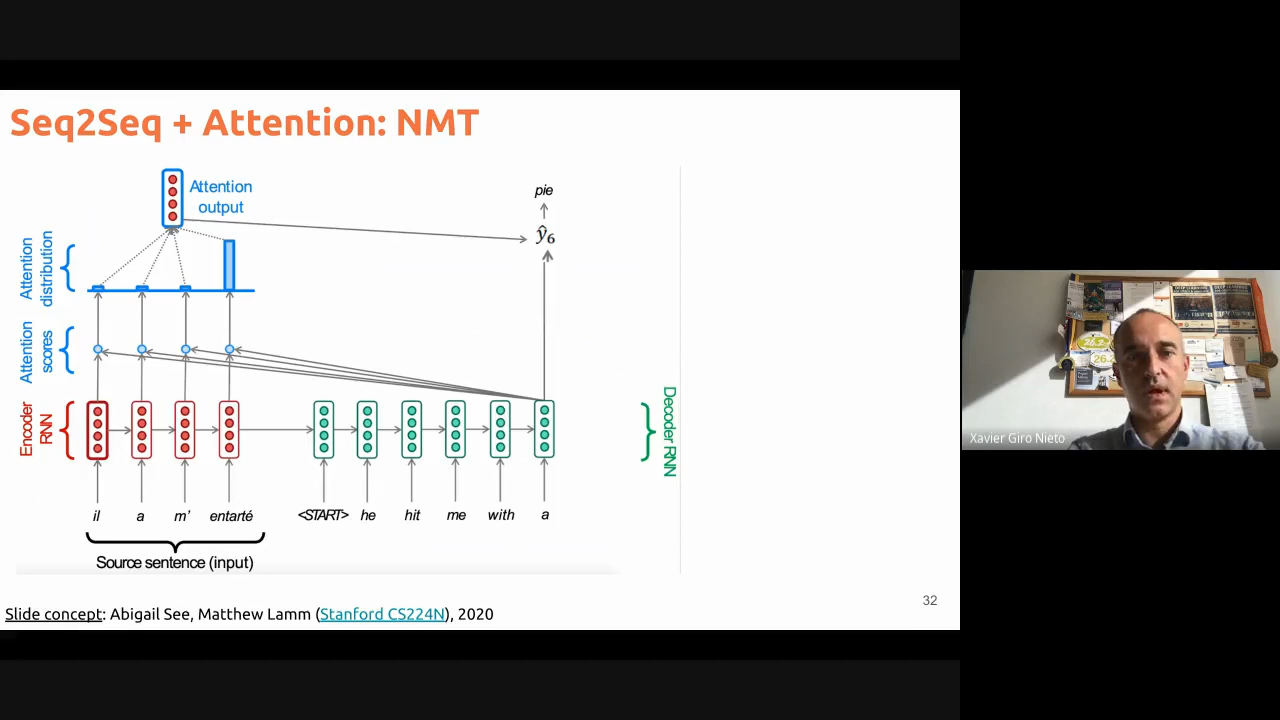 Seq2Seq + Attention: NMT
Attention
output
pie
ŷ6
Attention
distribution
Attention
scores
Encoder
RNN
Decoder RNN
il a m' entarté <START> he hit me with a
Source sentence (input)
32
Slide concept: Abigail See, Matthew Lamm (Stanford CS224N), 2020
26.2
Xavier Giro Nieto